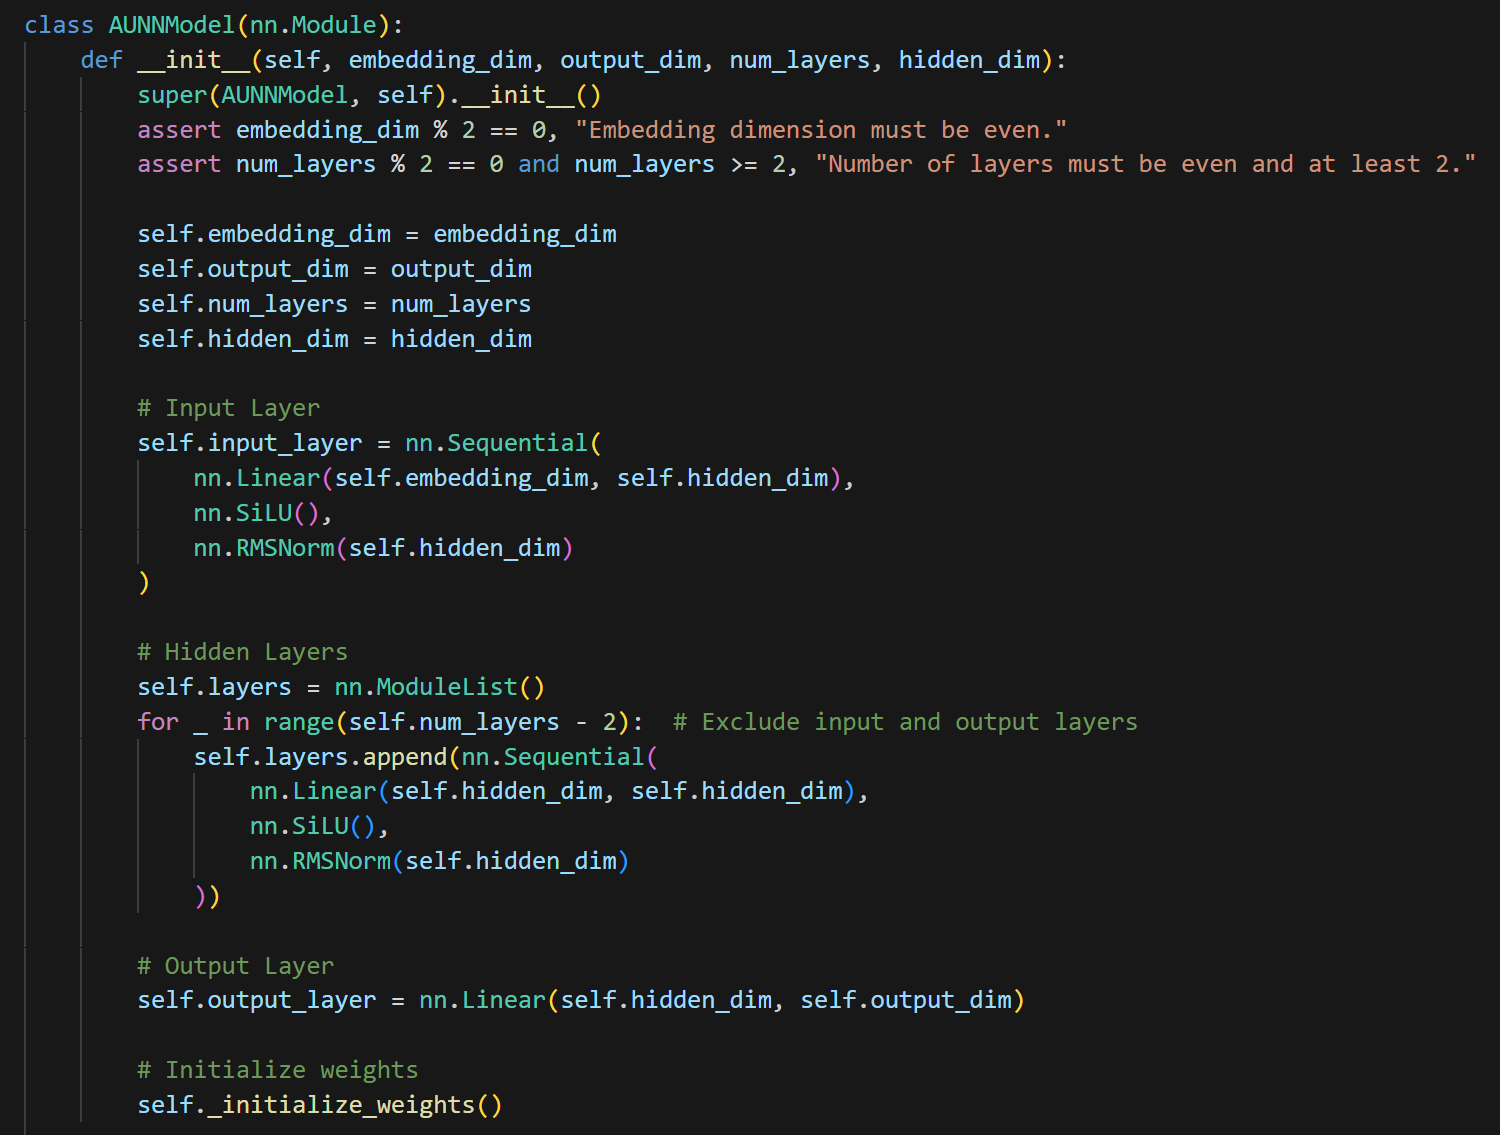 class AUNNModel(nn.Module):
    def __init__(self, embedding_dim, output_dim, num_layers, hidden_dim):
        super(AUNNModel, self).__init__()
        assert embedding_dim % 2 == 0, "Embedding dimension must be even."
        assert num_layers % 2 == 0 and num_layers >= 2, "Number of layers must be even and at least 2."

        self.embedding_dim = embedding_dim
        self.output_dim = output_dim
        self.num_layers = num_layers
        self.hidden_dim = hidden_dim

        # Input Layer
        self.input_layer = nn.Sequential(
            nn.Linear(self.embedding_dim, self.hidden_dim),
            nn.SiLU(),
            nn.RMSNorm(self.hidden_dim)
        )

        # Hidden Layers
        self.layers = nn.ModuleList()
        for _ in range(self.num_layers - 2):  # Exclude input and output layers
            self.layers.append(nn.Sequential(
                nn.Linear(self.hidden_dim, self.hidden_dim),
                nn.SiLU(),
                nn.RMSNorm(self.hidden_dim)
            ))

        # Output Layer
        self.output_layer = nn.Linear(self.hidden_dim, self.output_dim)

        # Initialize weights
        self._initialize_weights()